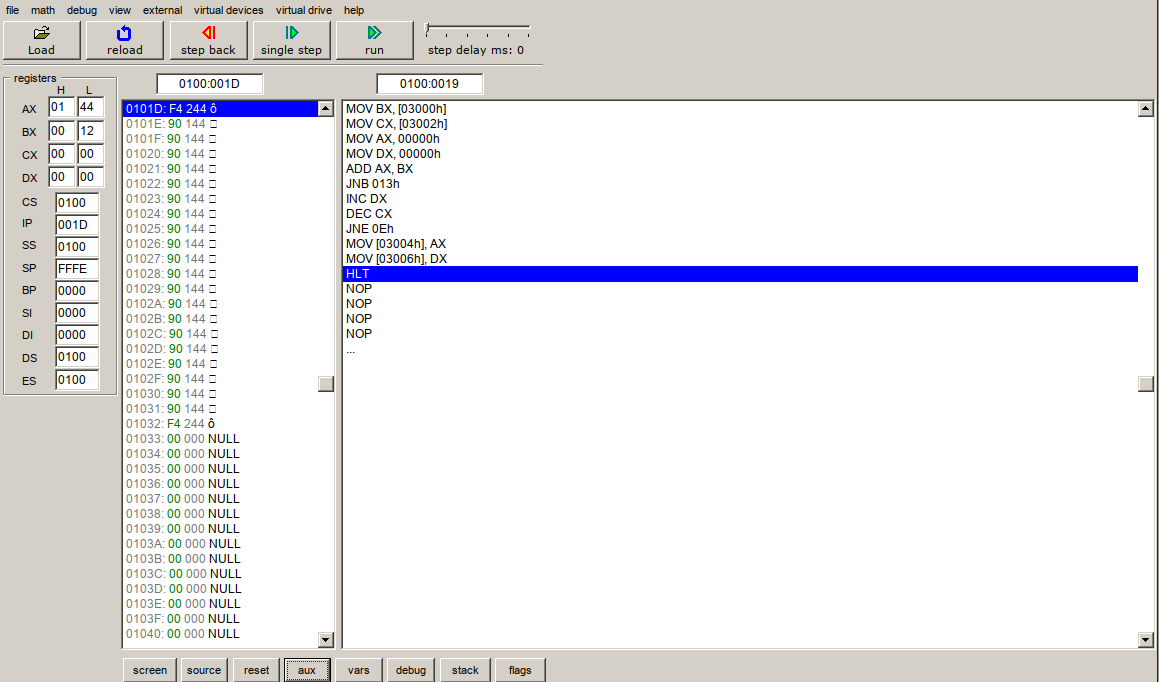 file math debug view external virtual devices virtual drive help
Load reload step back single step run step delay ms: 0
registers
H L
AX 01 44
BX 00 12
CX 00 00
DX 00 00
CS 0100
IP 001D
SS 0100
SP FFFE
BP 0000
SI 0000
DI 0000
DS 0100
ES 0100
0100:001D
0101D: F4 244 ô
0101E: 90 144
0101F: 90 144
01020: 90 144
01021: 90 144
01022: 90 144
01023: 90 144
01024: 90 144
01025: 90 144
01026: 90 144
01027: 90 144
01028: 90 144
01029: 90 144
0102A: 90 144
0102B: 90 144
0102C: 90 144
0102D: 90 144
0102E: 90 144
0102F: 90 144
01030: 90 144
01031: 90 144
01032: F4 244 ô
01033: 00 000 NULL
01034: 00 000 NULL
01035: 00 000 NULL
01036: 00 000 NULL
01037: 00 000 NULL
01038: 00 000 NULL
01039: 00 000 NULL
0103A: 00 000 NULL
0103B: 00 000 NULL
0103C: 00 000 NULL
0103D: 00 000 NULL
0103E: 00 000 NULL
0103F: 00 000 NULL
01040: 00 000 NULL
0100:0019
MOV BX, [03000h]
MOV CX, [03002h]
MOV AX, 00000h
MOV DX, 00000h
ADD AX, BX
JNB 013h
INC DX
DEC CX
JNE 0Eh
MOV [03004h], AX
MOV [03006h], DX
HLT
NOP
NOP
NOP
NOP
...
screen source reset aux vars debug stack flags